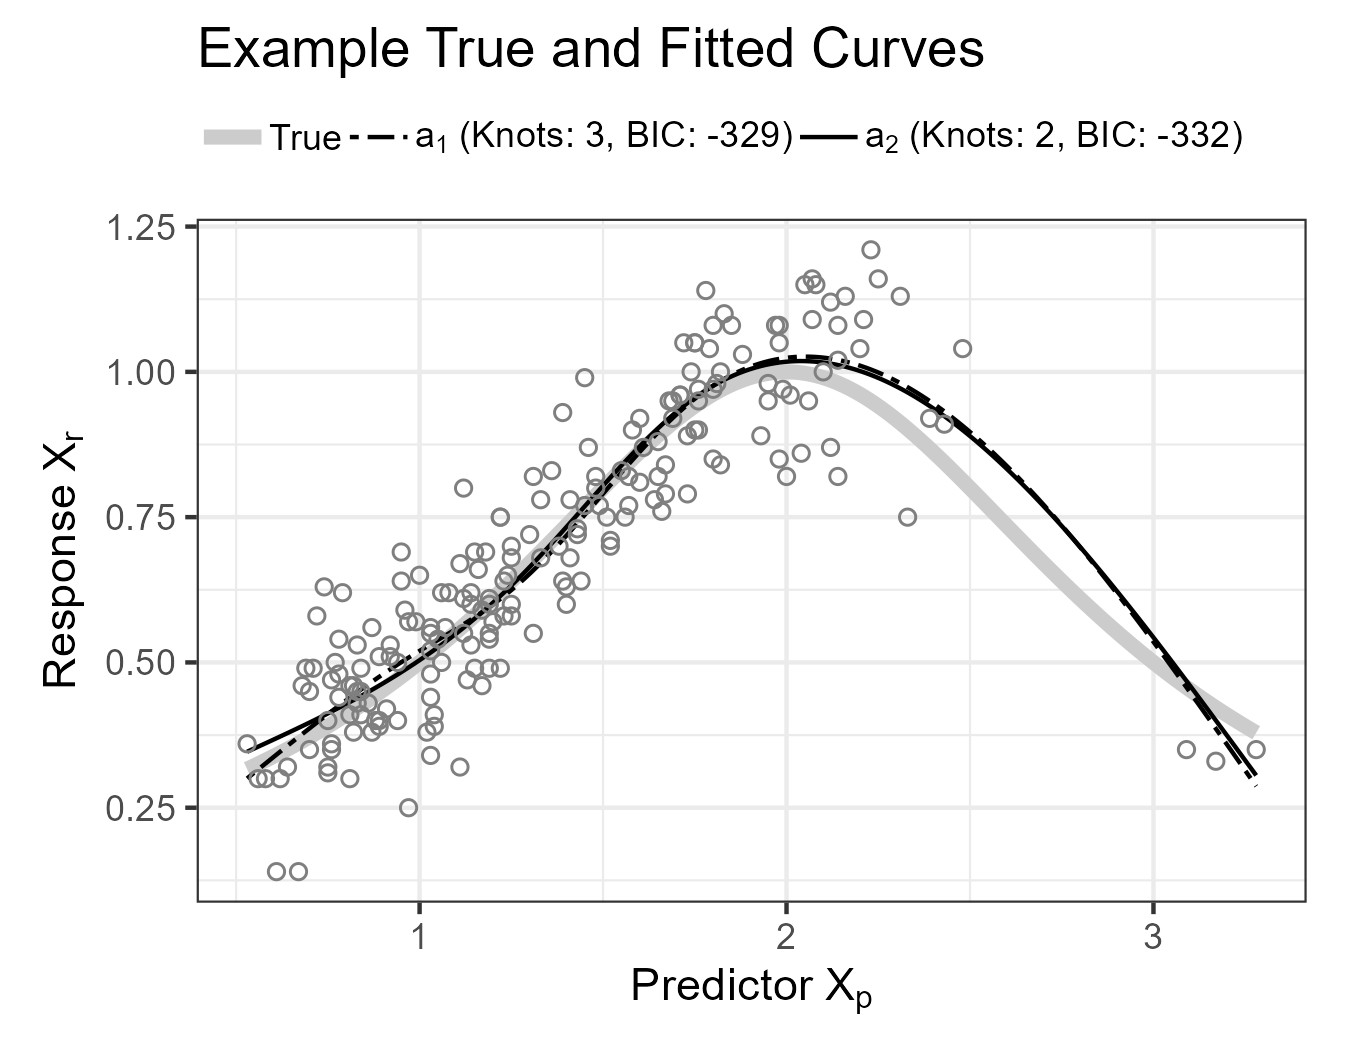 Example True and Fitted Curves
True a₁ (Knots: 3, BIC: -329) a₂ (Knots: 2, BIC: -332)
1.25
1.00
0.75
0.50
0.25
Response Xᵣ
1 2 3
Predictor Xₚ